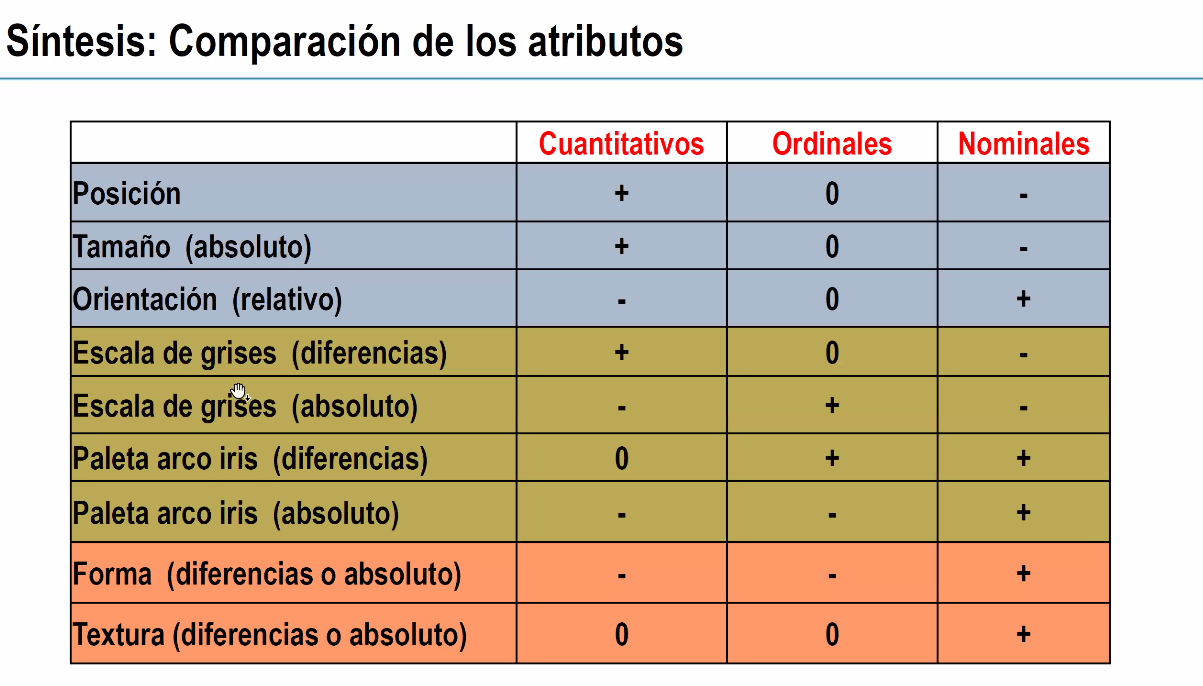 Síntesis: Comparación de los atributos
Cuantitativos Ordinales Nominales
Posición + 0 -
Tamaño (absoluto) + 0 -
Orientación (relativo) - 0 +
Escala de grises (diferencias) + 0 -
Escala de grises (absoluto) - + -
Paleta arco iris (diferencias) 0 + +
Paleta arco iris (absoluto) - - +
Forma (diferencias o absoluto) - - +
Textura (diferencias o absoluto) 0 0 +